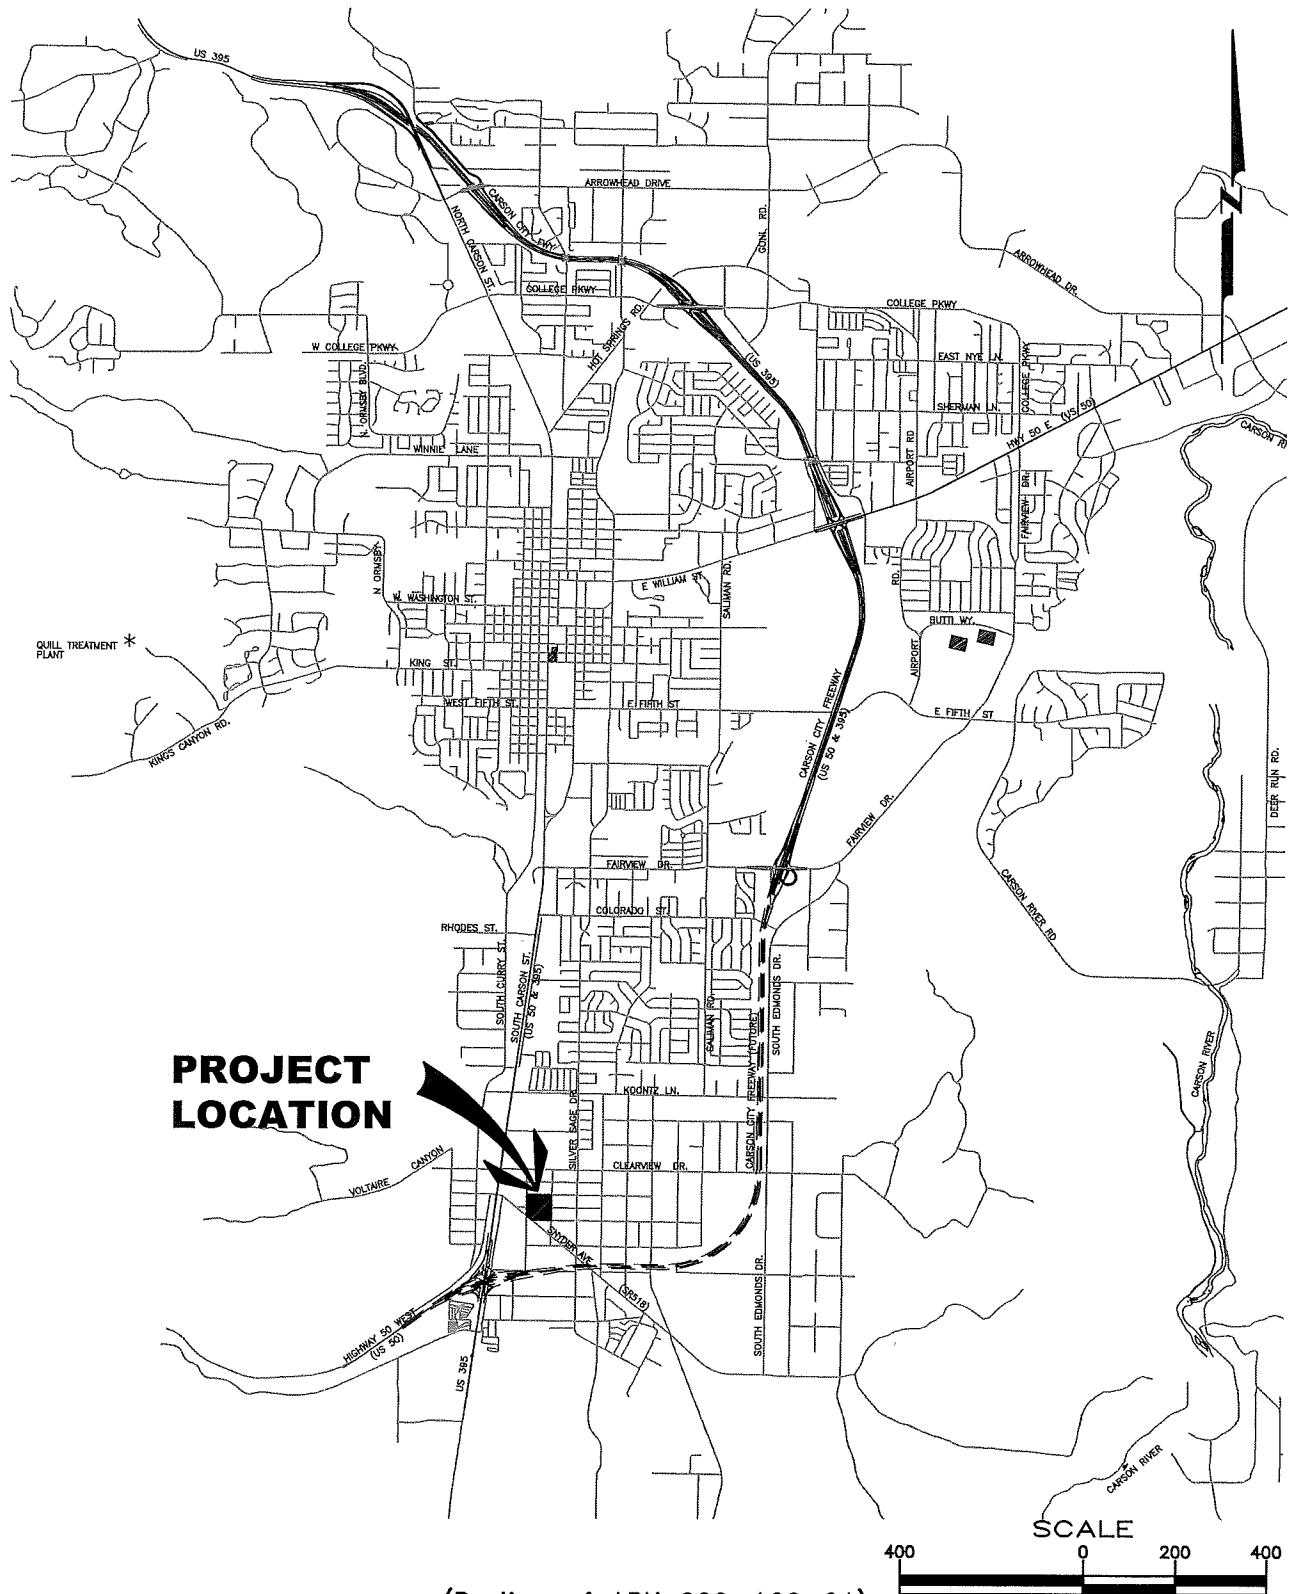 US 395
ARROWHEAD DRIVE
CARSON CITY FWY
NORTH CARSON ST.
GONI RD.
ARROWHEAD DR.
COLLEGE PKWY
COLLEGE PKWY
HOT SPRINGS RD.
W COLLEGE PKWY
(US 395)
EAST NYE LN.
COLLEGE PKWY
N. ORMSBY BLVD.
SHERMAN LN.
HWY 50 E (US 50)
CARSON RI
WINNIE LANE
AIRPORT RD
FAIRVIEW DR.
N ORMSBY
E WILLIAM ST.
SALIMAN RD.
RD.
W. WASHINGTON ST.
BUTTI WY.
QUILL TREATMENT
PLANT
*
KING ST.
AIRPORT
WEST FIFTH ST.
E FIFTH ST
E FIFTH ST
CARSON CITY FREEWAY
(US 50 & 395)
KINGS CANYON RD.
DEER RUN RD.
FAIRVIEW DR.
FAIRVIEW DR.
CARSON RIVER RD
COLORADO ST.
RHODES ST.
SOUTH CURRY ST.
SOUTH CARSON ST.
(US 50 & 395)
SALIMAN RD.
SOUTH EDMONDS DR.
CARSON CITY FREEWAY (FUTURE)
CARSON RIVER
PROJECT
LOCATION
KOONTZ LN.
SILVER SAGE DR.
CLEARVIEW DR.
VOLTAIRE CANYON
SNYDER AVE.
(SR518)
SOUTH EDMONDS DR.
HIGHWAY 50 WEST
(US 50)
US 395
CARSON RIVER
SCALE
400 0 200 400